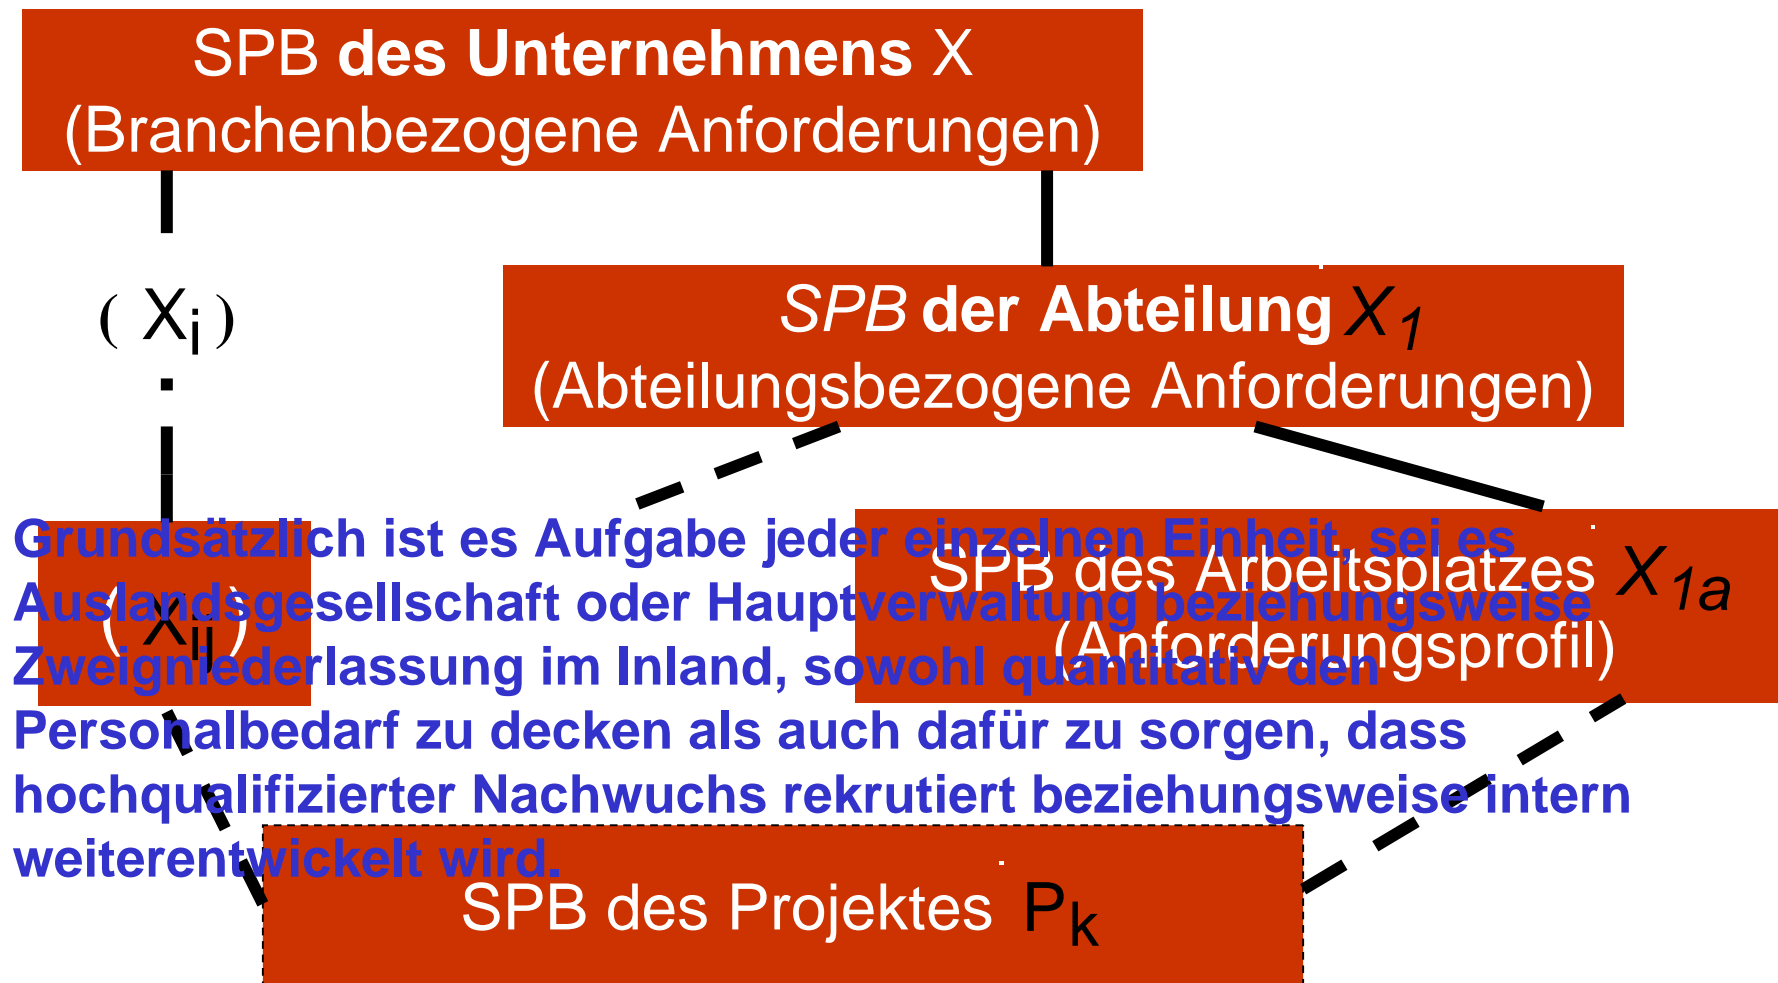 SPB des Unternehmens X
(Branchenbezogene Anforderungen)
( Xi )
SPB der Abteilung X1
(Abteilungsbezogene Anforderungen)
Grundsätzlich ist es Aufgabe jeder einzelnen Einheit, sei es
Auslandsgesellschaft oder Hauptverwaltung beziehungsweise
Zweigniederlassung im Inland, sowohl quantitativ den
Personalbedarf zu decken als auch dafür zu sorgen, dass
hochqualifizierter Nachwuchs rekrutiert beziehungsweise intern
weiterentwickelt wird.
( Xij )
SPB des Arbeitsplatzes X1a
(Anforderungsprofil)
SPB des Projektes Pk